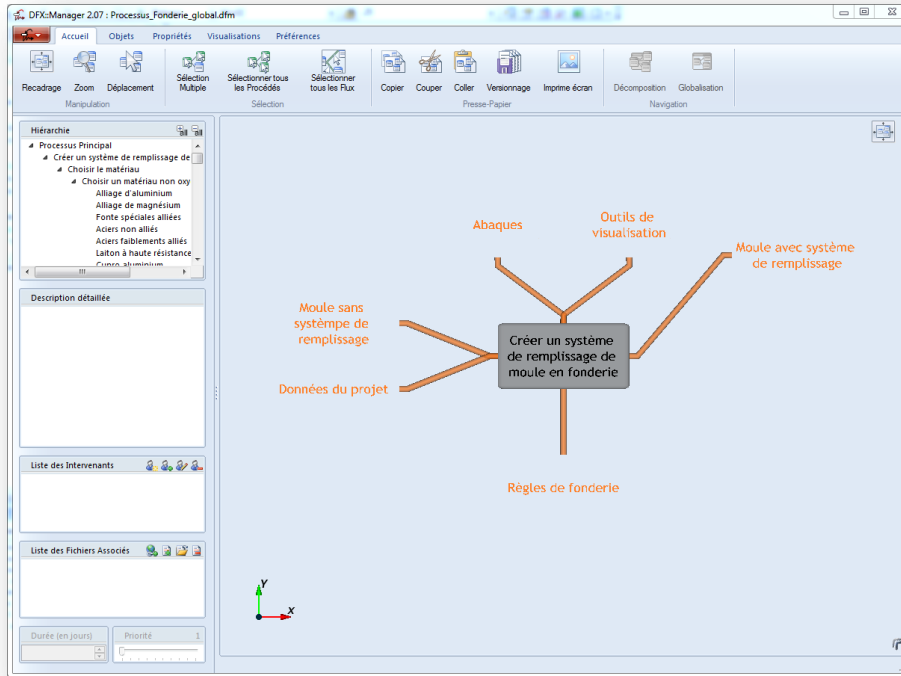 DFX::Manager 2.07 : Processus_Fonderie_global.dfm
Accueil Objets Propriétés Visualisations Préférences
Recadrage Zoom Déplacement
Manipulation
Sélection
Multiple
Sélectionner tous
les Procédés
Sélectionner
tous les Flux
Sélection
Copier Couper Coller Versionnage Imprime écran
Presse-Papier
Décomposition Globalisation
Navigation
Hiérarchie
Processus Principal
Créer un système de remplissage de
Choisir le matériau
Choisir un matériau non oxy
Alliage d'aluminium
Alliage de magnésium
Fonte spéciales alliées
Aciers non alliés
Aciers faiblements alliés
Laiton à haute résistance
Cupro aluminium
Description détaillée
Liste des Intervenants
Liste des Fichiers Associés
Durée (en jours)
Priorité 1
Abaques
Outils de
visualisation
Moule avec système
de remplissage
Moule sans
systèmpe de
remplissage
Créer un système
de remplissage de
moule en fonderie
Données du projet
Règles de fonderie
Y
X